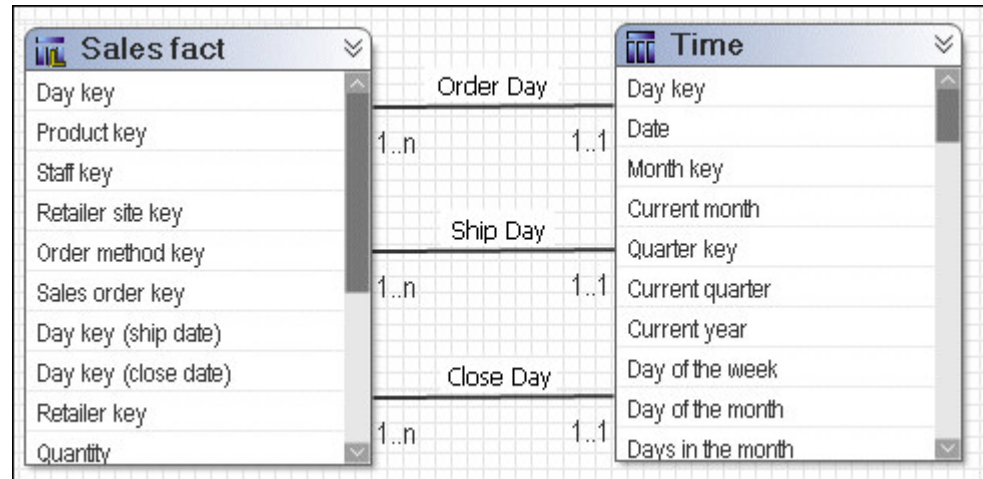 Sales fact
Day key
Product key
Staff key
Retailer site key
Order method key
Sales order key
Day key (ship date)
Day key (close date)
Retailer key
Quantity
Order Day
1..n 1..1
Ship Day
1..n 1..1
Close Day
1..n 1..1
Time
Day key
Date
Month key
Current month
Quarter key
Current quarter
Current year
Day of the week
Day of the month
Days in the month